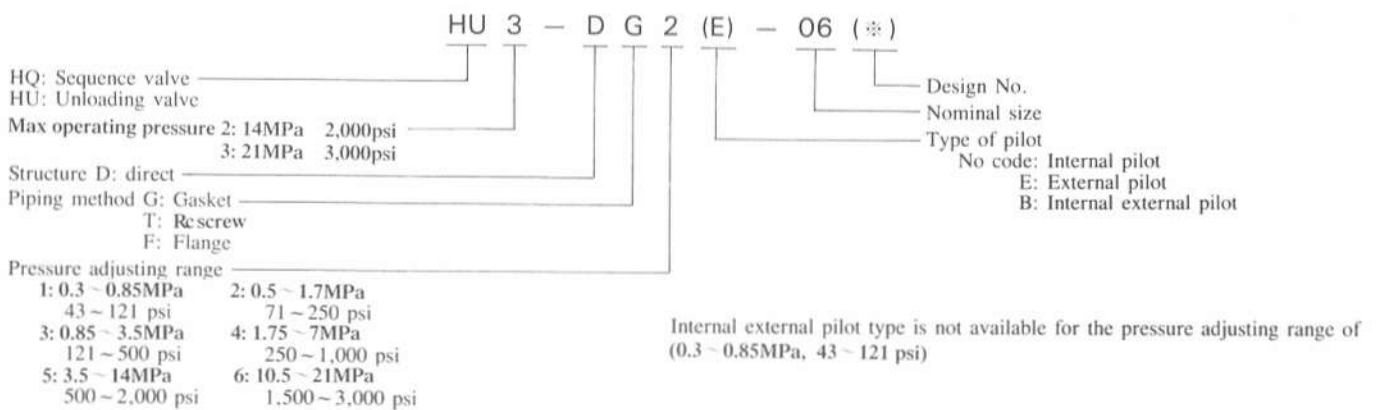 HU 3 - D G 2 (E) - 06 (※)
HQ: Sequence valve
HU: Unloading valve
Max operating pressure 2: 14MPa 2,000psi
3: 21MPa 3,000psi
Structure D: direct
Piping method G: Gasket
T: Rc screw
F: Flange
Pressure adjusting range
1: 0.3 ~ 0.85MPa 2: 0.5 ~ 1.7MPa
43 ~ 121 psi 71 ~ 250 psi
3: 0.85 ~ 3.5MPa 4: 1.75 ~ 7MPa
121 ~ 500 psi 250 ~ 1,000 psi
5: 3.5 ~ 14MPa 6: 10.5 ~ 21MPa
500 ~ 2,000 psi 1.500 ~ 3,000 psi
Design No.
Nominal size
Type of pilot
No code: Internal pilot
E: External pilot
B: Internal external pilot
Internal external pilot type is not available for the pressure adjusting range of
(0.3 ~ 0.85MPa, 43 ~ 121 psi)